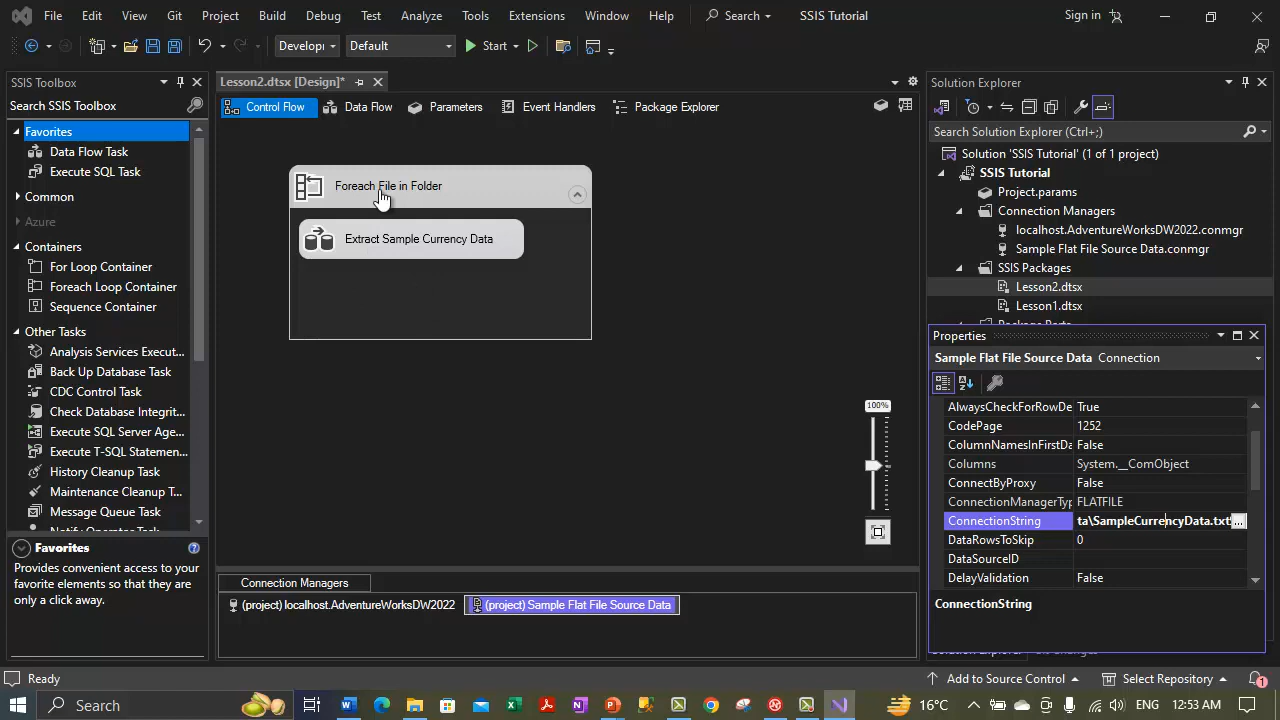 File Edit View Git Project Build Debug Test Analyze Tools Extensions Window Help Search SSIS Tutorial Sign in
Developi Default Start
SSIS Toolbox
Search SSIS Toolbox
Favorites
Data Flow Task
Execute SQL Task
Common
Azure
Containers
For Loop Container
Foreach Loop Container
Sequence Container
Other Tasks
Analysis Services Execut...
Back Up Database Task
CDC Control Task
Check Database Integrit...
Execute SQL Server Age...
Execute T-SQL Statemen...
History Cleanup Task
Maintenance Cleanup T...
Message Queue Task
Notify Operator Task
Favorites
Provides convenient access to your
favorite elements so that they are
only a click away.
Lesson2.dtsx [Design]*
Control Flow Data Flow Parameters Event Handlers Package Explorer
Foreach File in Folder
Extract Sample Currency Data
100%
Connection Managers
(project) localhost.AdventureWorksDW2022 (project) Sample Flat File Source Data
Solution Explorer
Search Solution Explorer (Ctrl+;)
Solution 'SSIS Tutorial' (1 of 1 project)
SSIS Tutorial
Project.params
Connection Managers
localhost.AdventureWorksDW2022.conmgr
Sample Flat File Source Data.conmgr
SSIS Packages
Lesson2.dtsx
Lesson1.dtsx
Package Parts
Properties
Sample Flat File Source Data Connection
AlwaysCheckForRowDe True
CodePage 1252
ColumnNamesInFirstDa False
Columns System.__ComObject
ConnectByProxy False
ConnectionManagerTyp FLATFILE
ConnectionString ta\SampleCurrencyData.txt ...
DataRowsToSkip 0
DataSourceID
DelayValidation False
ConnectionString
Solution Explorer Git Changes
Ready Add to Source Control Select Repository 1
Search 16°C 12:53 AM